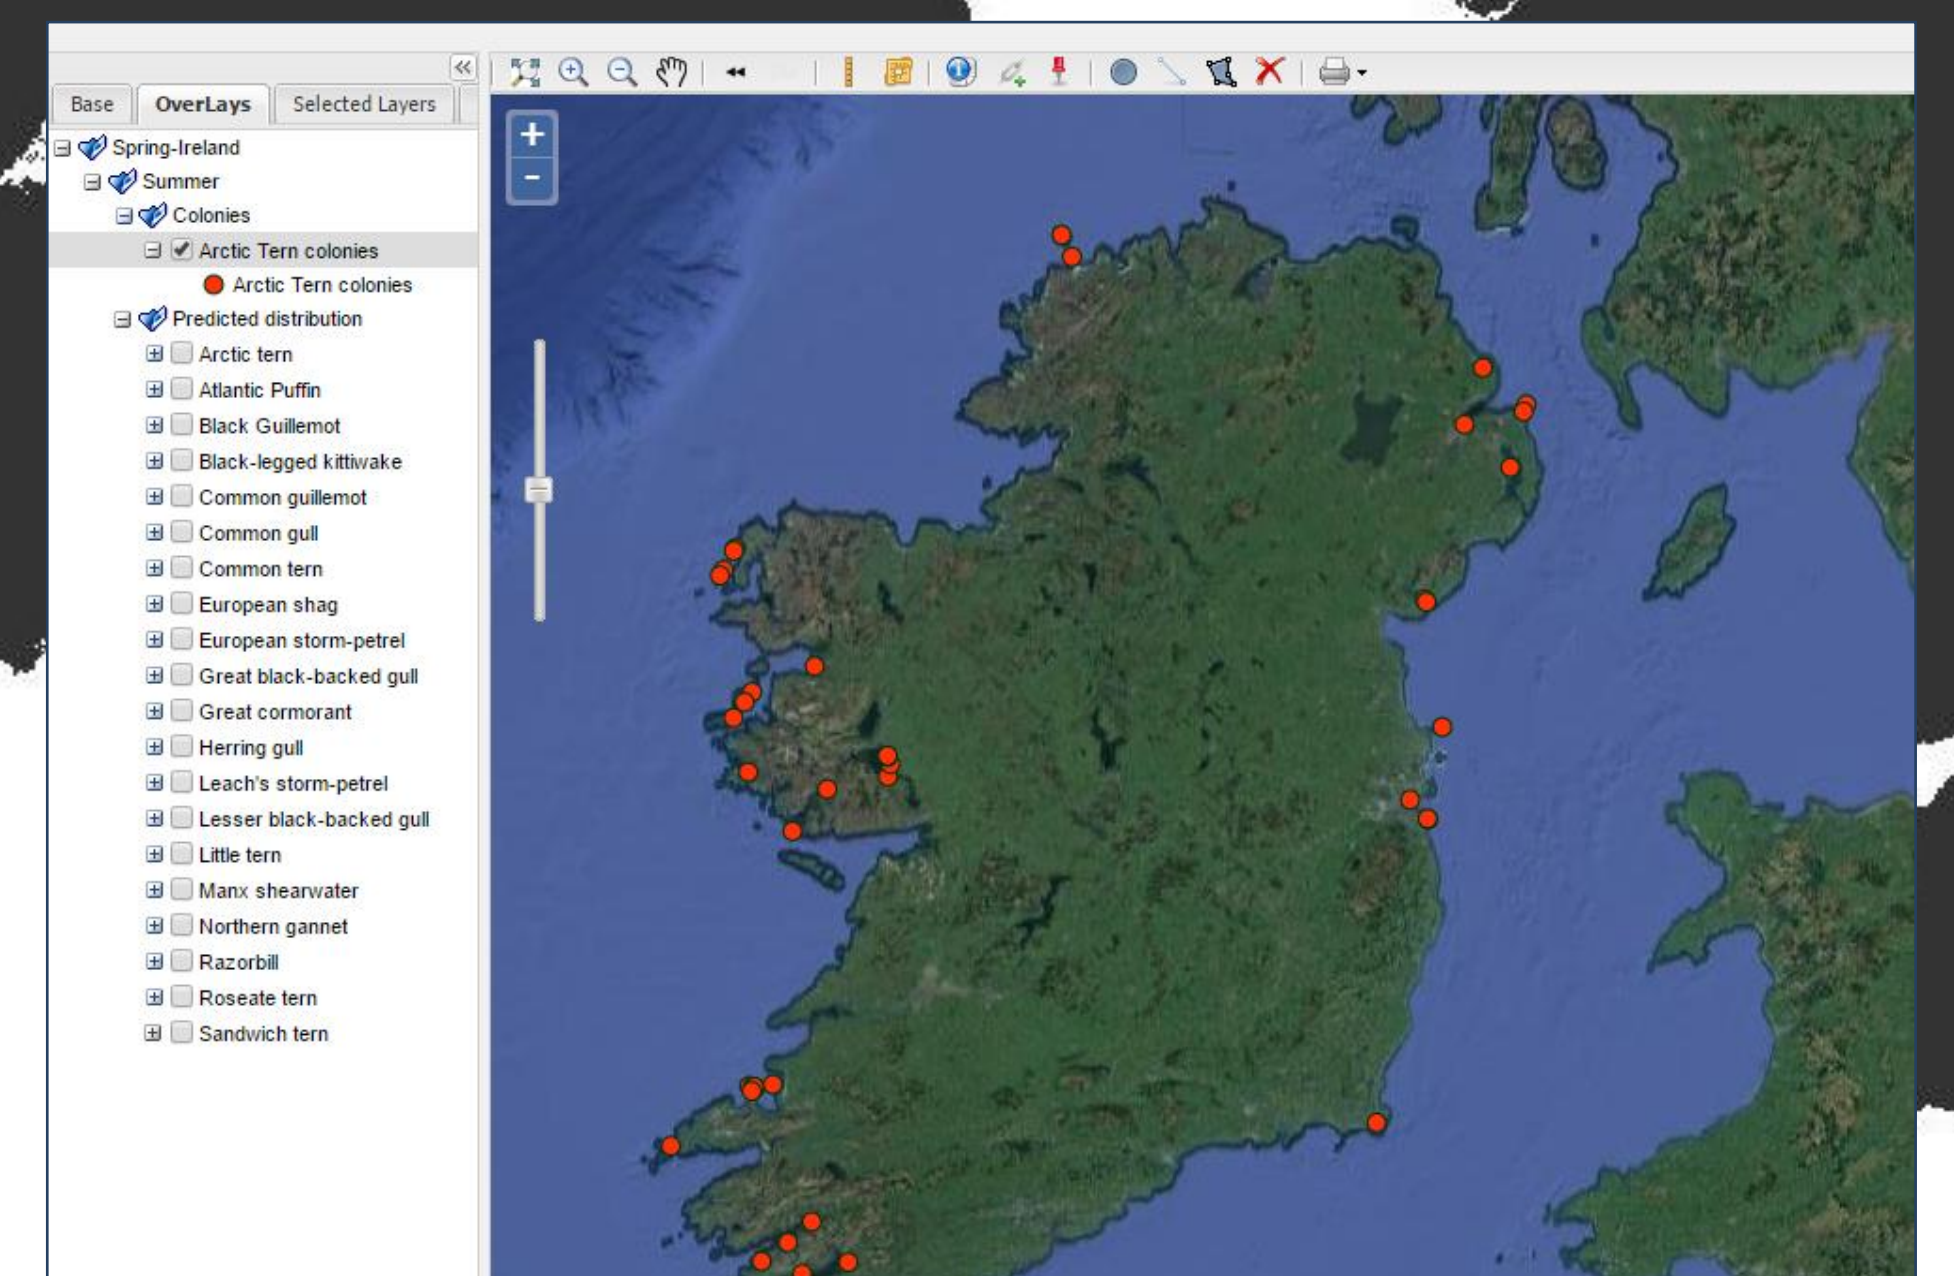 Base OverLays Selected Layers
Spring-Ireland
Summer
Colonies
Arctic Tern colonies
Arctic Tern colonies
Predicted distribution
Arctic tern
Atlantic Puffin
Black Guillemot
Black-legged kittiwake
Common guillemot
Common gull
Common tern
European shag
European storm-petrel
Great black-backed gull
Great cormorant
Herring gull
Leach's storm-petrel
Lesser black-backed gull
Little tern
Manx shearwater
Northern gannet
Razorbill
Roseate tern
Sandwich tern